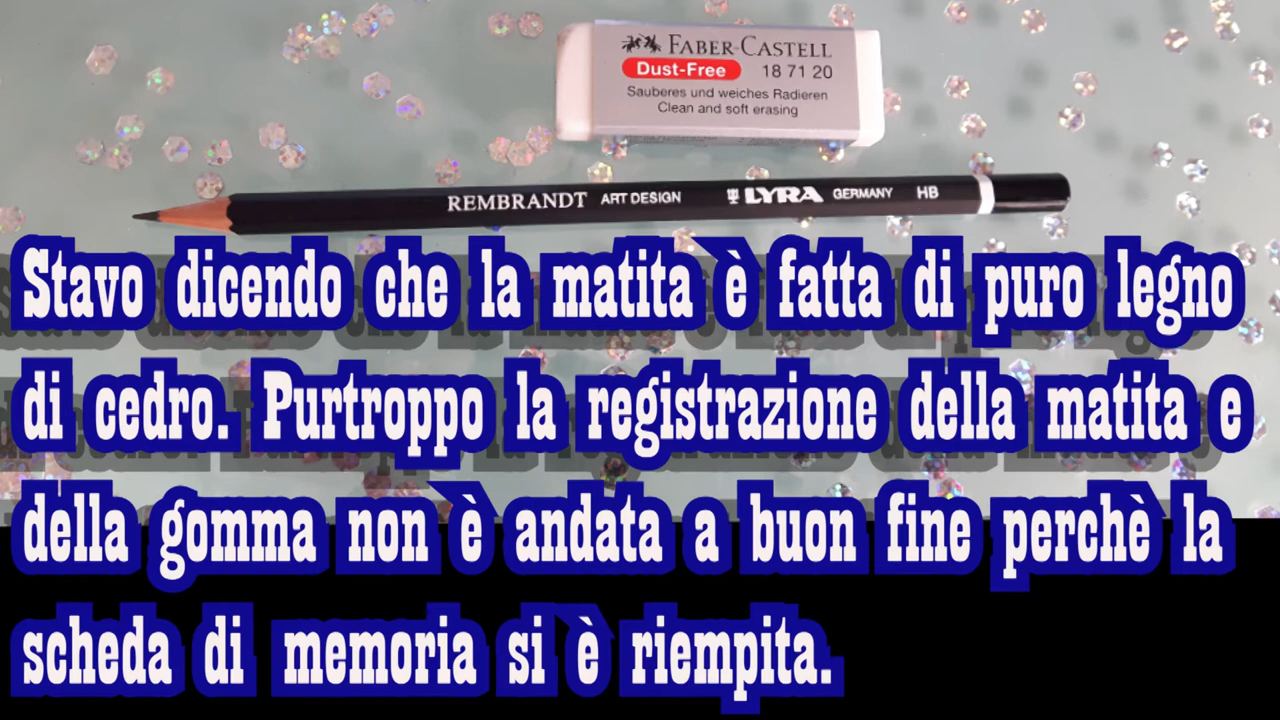 FABER-CASTELL
Dust-Free 18 71 20
Sauberes und weiches Radieren
Clean and soft erasing
REMBRANDT ART DESIGN LYRA GERMANY HB
Stavo dicendo che la matita è fatta di puro legno
di cedro. Purtroppo la registrazione della matita e
della gomma non è andata a buon fine perchè la
scheda di memoria si è riempita.